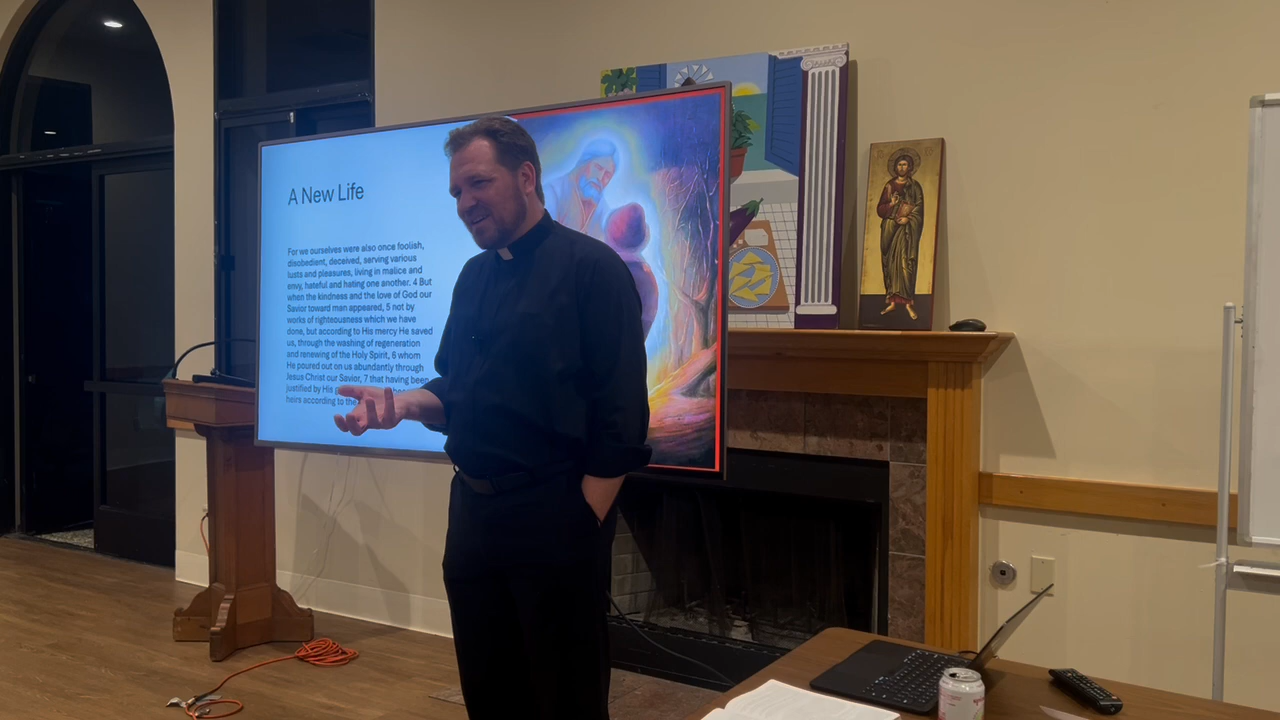 A New Life
For we ourselves were also once foolish,
disobedient, deceived, serving various
lusts and pleasures, living in malice and
envy, hateful and hating one another. 4 But
when the kindness and the love of God our
Savior toward man appeared, 5 not by
works of righteousness which we have
done, but according to His mercy He saved
us, through the washing of regeneration
and renewing of the Holy Spirit, 6 whom
He poured out on us abundantly through
Jesus Christ our Savior, 7 that having been
justified by His
heirs according to the